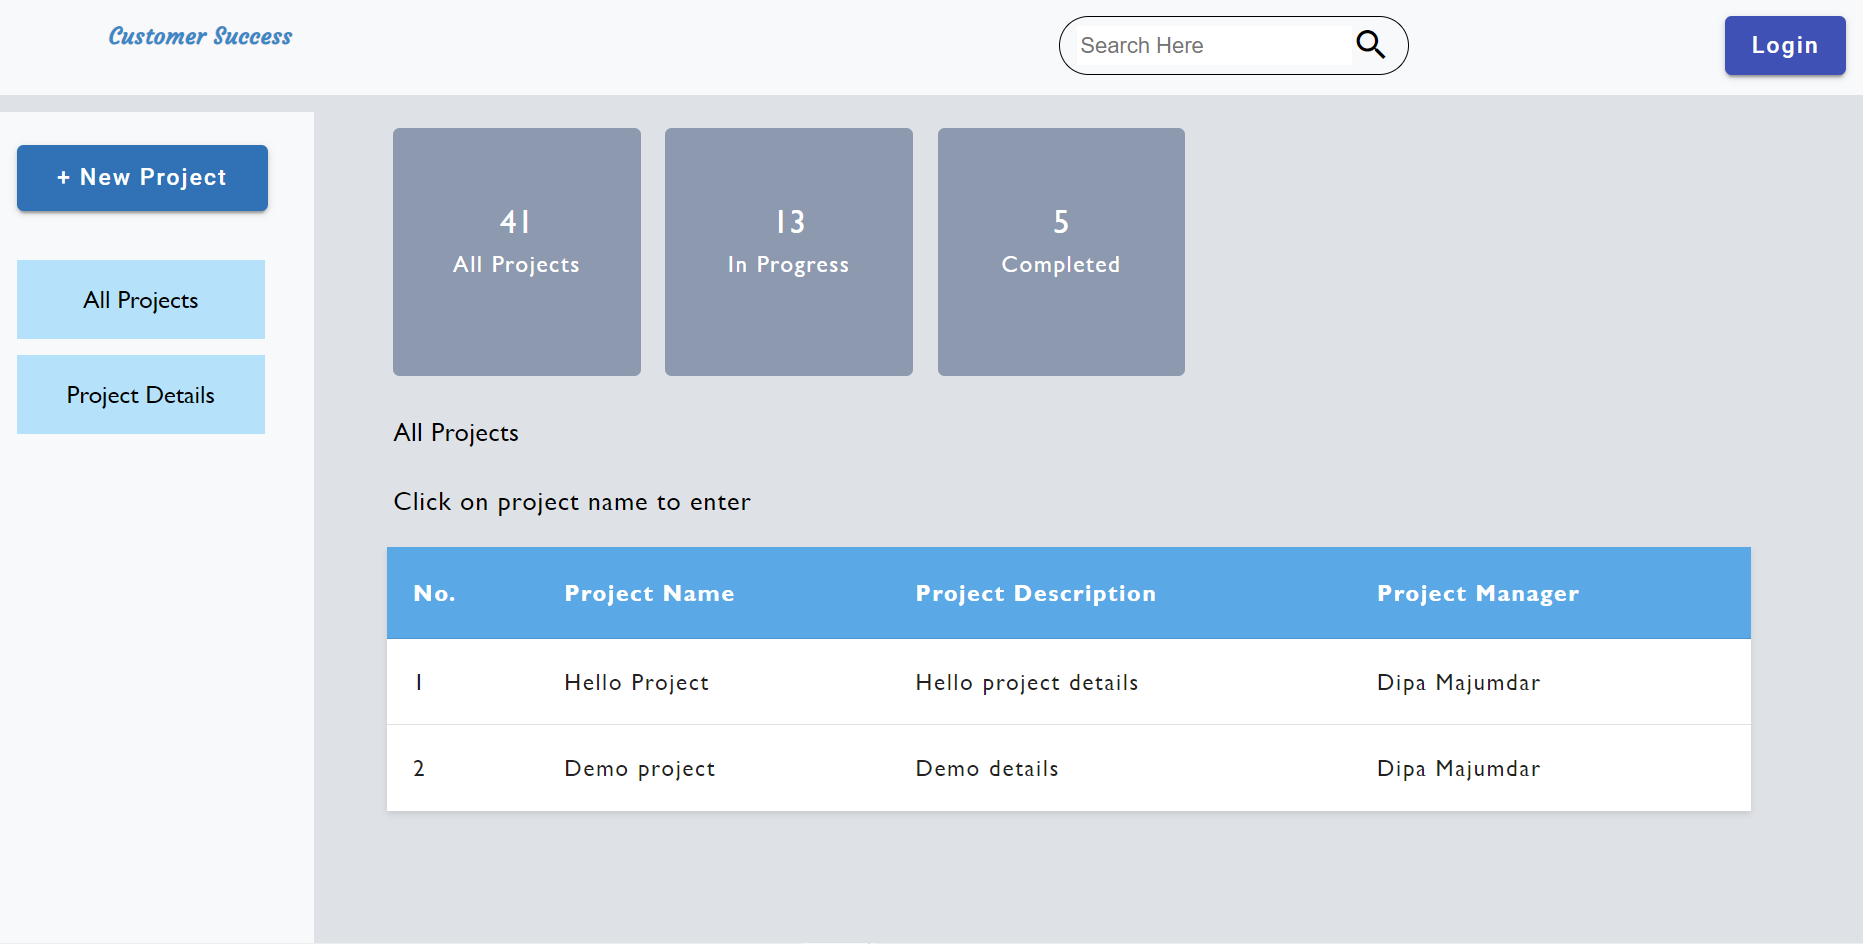 Customer Success
Search Here
Login
+ New Project
All Projects
Project Details
41
All Projects
13
In Progress
5
Completed
All Projects
Click on project name to enter
No. Project Name Project Description Project Manager
1 Hello Project Hello project details Dipa Majumdar
2 Demo project Demo details Dipa Majumdar